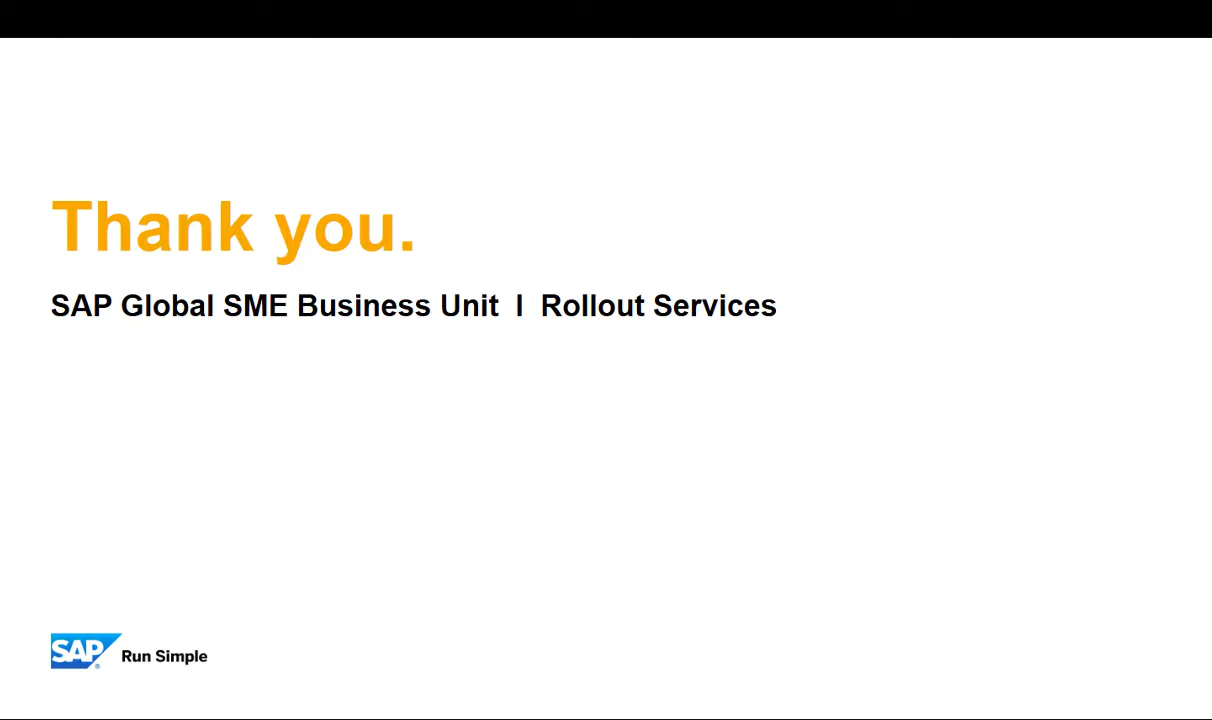 Thank you.
SAP Global SME Business Unit I Rollout Services
SAP® Run Simple